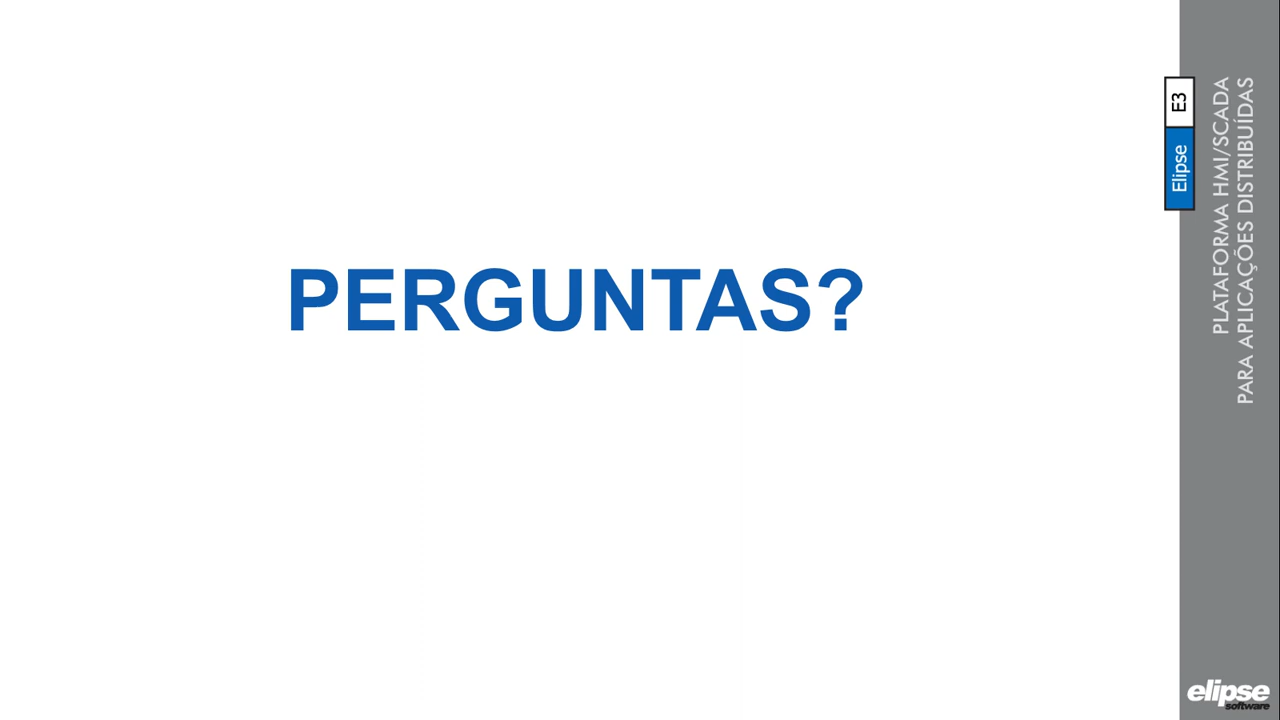 PERGUNTAS?
Elipse E3
PLATAFORMA HMI/SCADA
PARA APLICAÇÕES DISTRIBUÍDAS
elipse
software